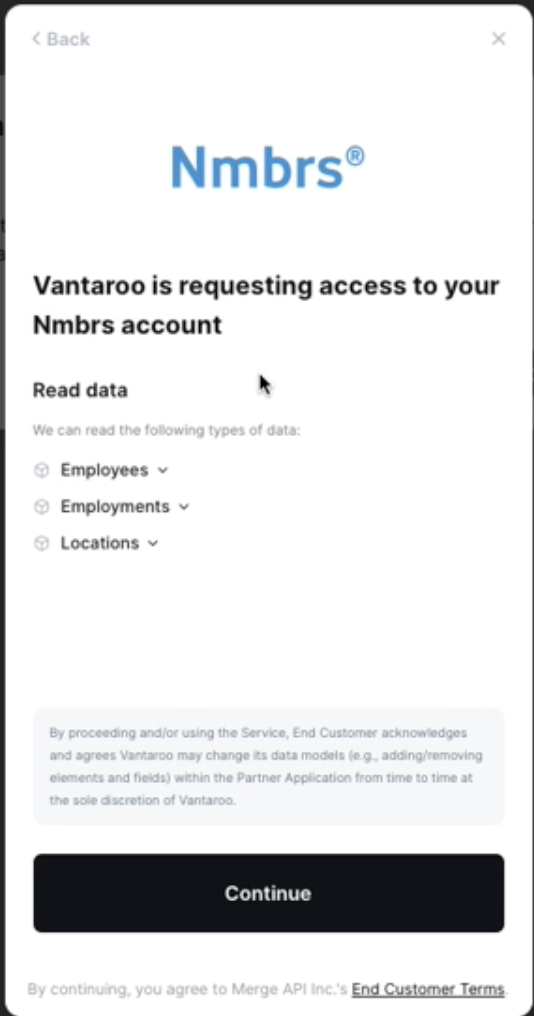 Back
Nmbrs®
Vantaroo is requesting access to your
Nmbrs account
Read data
We can read the following types of data:
Employees
Employments
Locations
By proceeding and/or using the Service, End Customer acknowledges
and agrees Vantaroo may change its data models (e.g., adding/removing
elements and fields) within the Partner Application from time to time at
the sole discretion of Vantaroo.
Continue
By continuing, you agree to Merge API Inc.'s End Customer Terms.